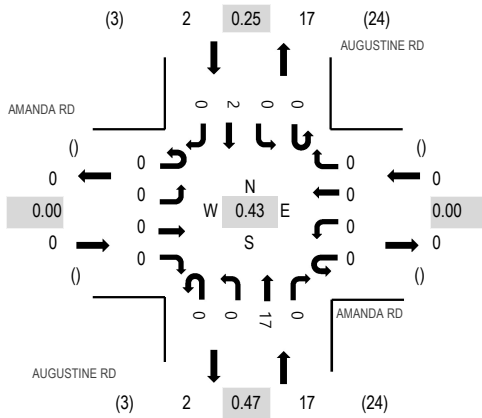 (3) 2 0.25 17 (24)
AUGUSTINE RD
AMANDA RD
0 2 0 0
() ()
0 0 0 0
0 0
N
0.00 W 0.43 E 0.00
S
0 0
0 0 0 0
() ()
0 0 17 0
AMANDA RD
AUGUSTINE RD
(3) 2 0.47 17 (24)